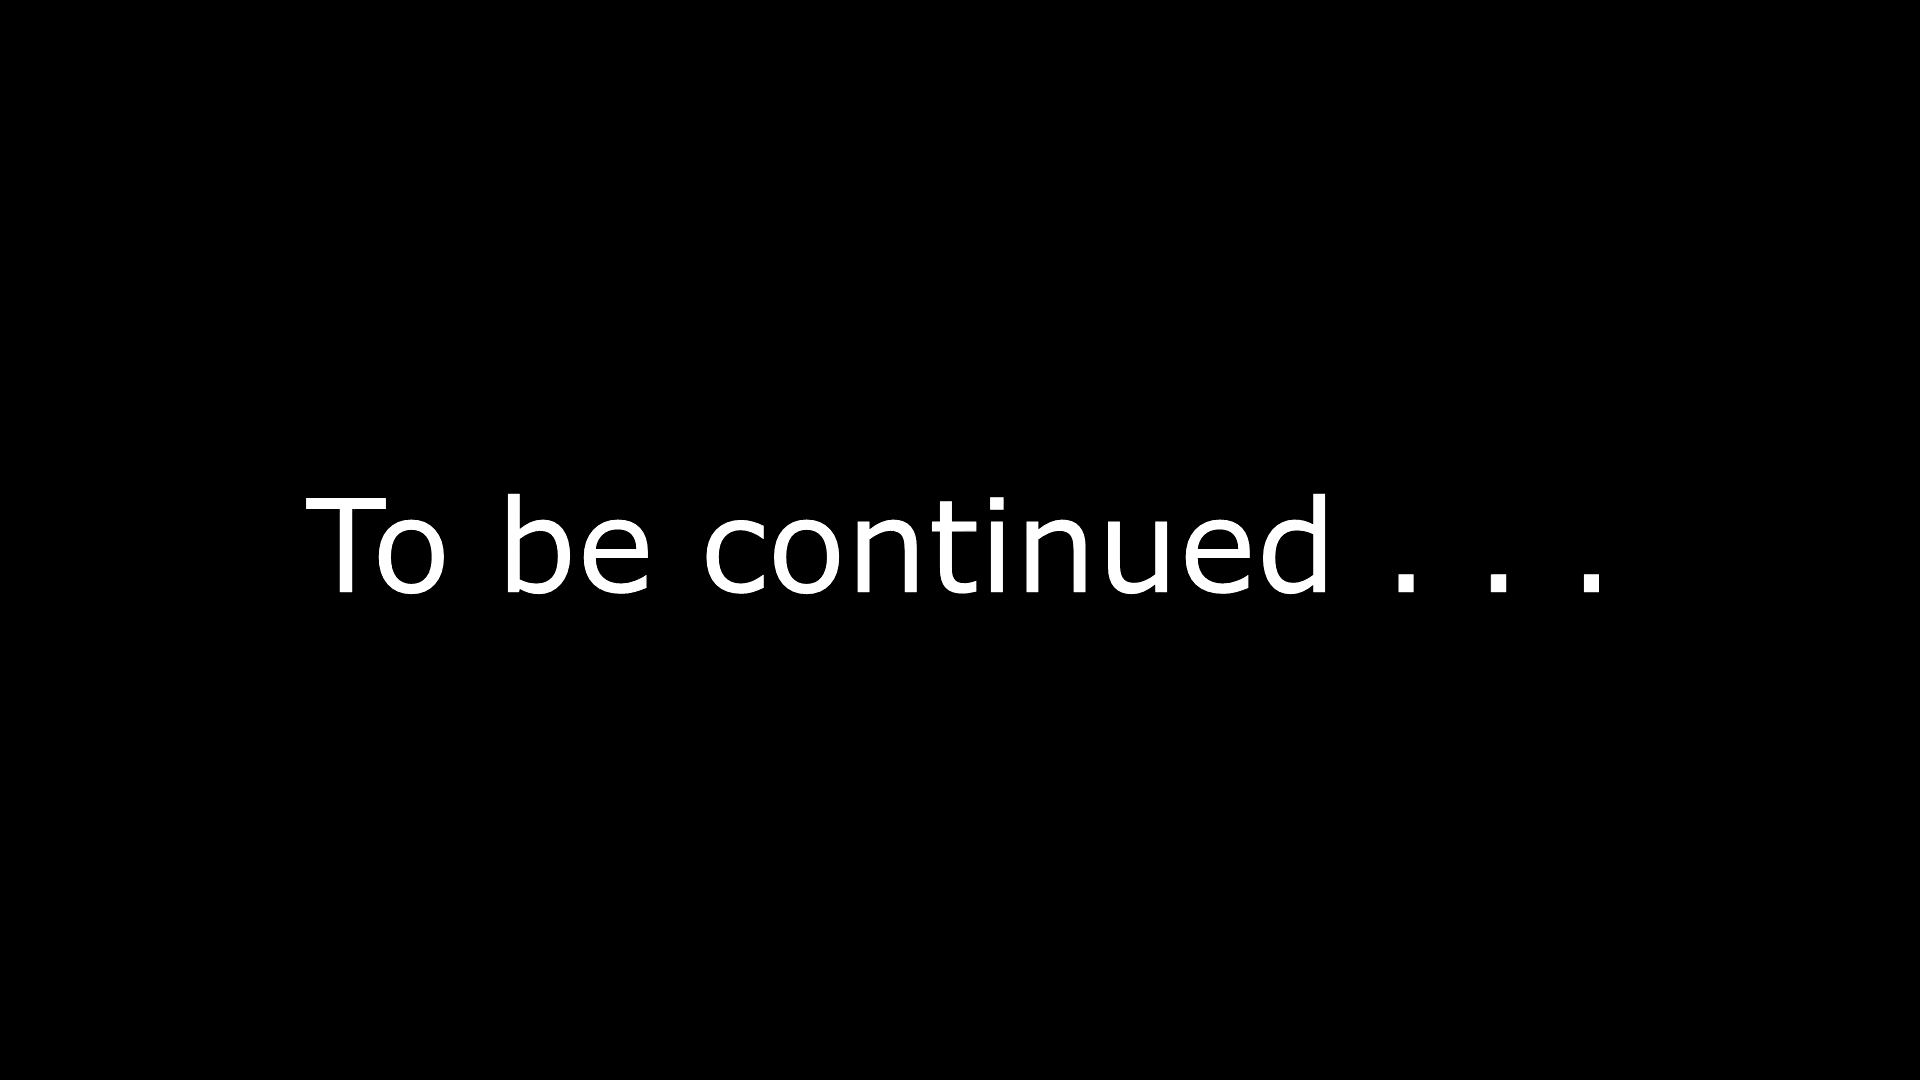 To be continued . . .